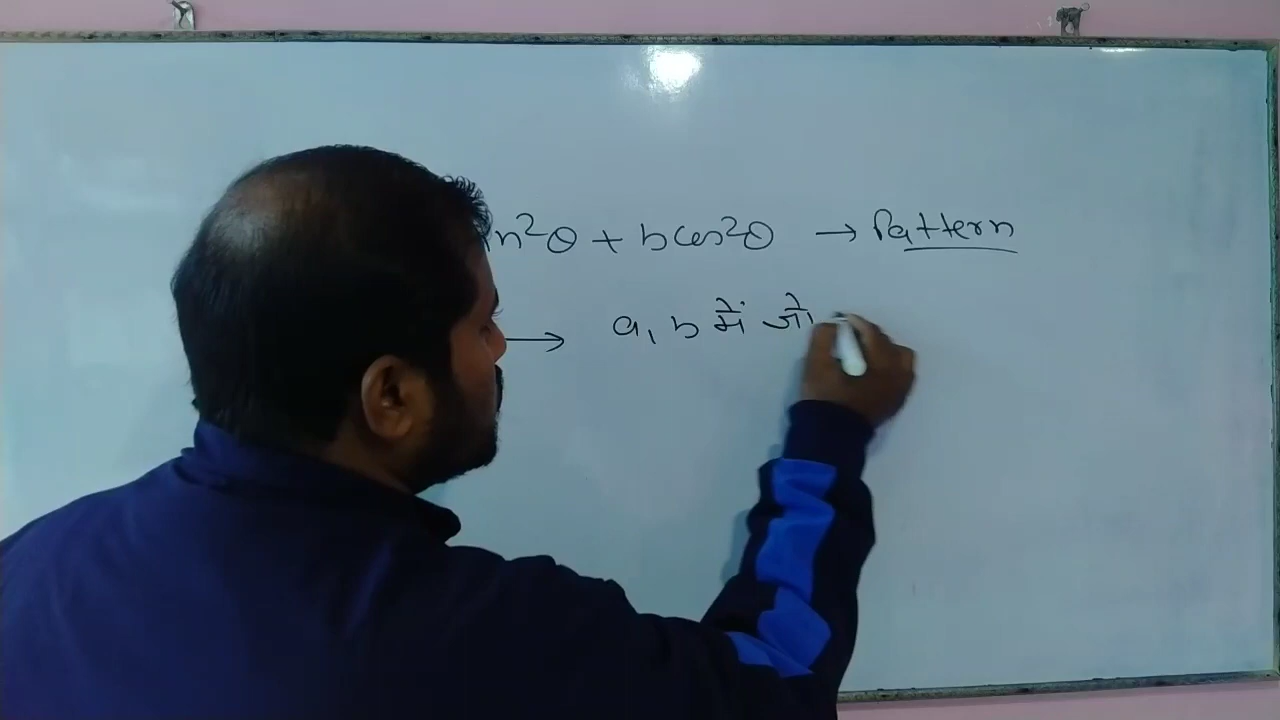 n²θ + bcos²θ → Pattern
→ a, b में जो